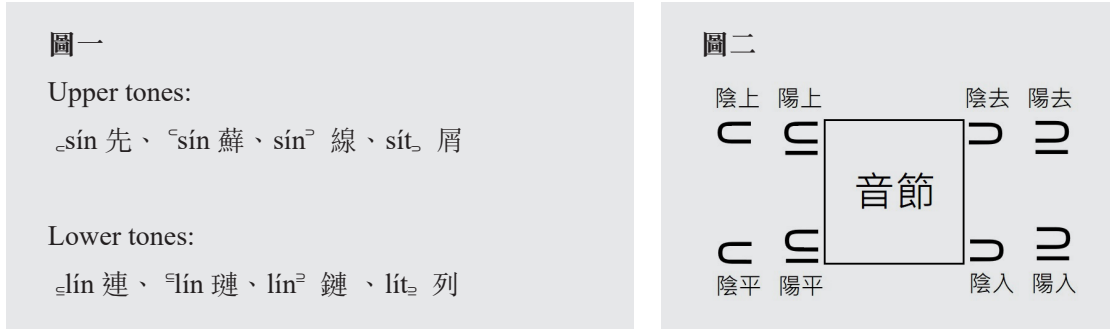 圖一
Upper tones:
꜀sín 先、 ꜂sín 蘚、sín꜄ 線、sít꜆ 屑
Lower tones:
꜁lín 連、 ꜃lín 璉、lín꜅ 鏈 、lít꜇ 列
圖二
陰上 陽上 陰去 陽去
꜂ ꜃ ꜄ ꜅
音節
꜀ ꜁ ꜆ ꜇
陰平 陽平 陰入 陽入